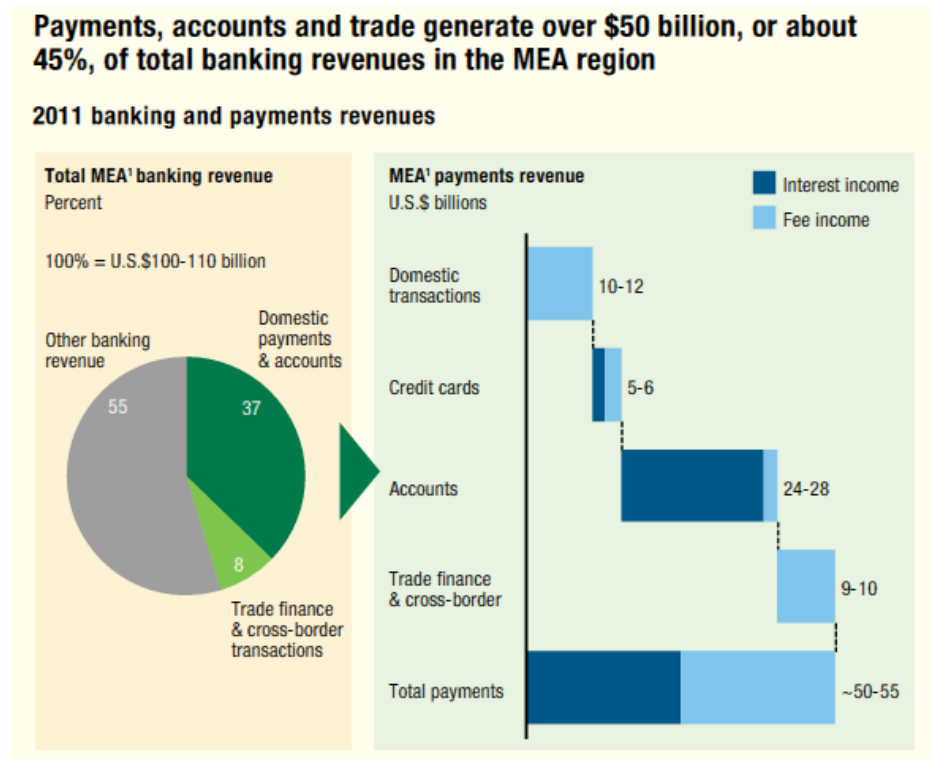 Payments, accounts and trade generate over $50 billion, or about
45%, of total banking revenues in the MEA region
2011 banking and payments revenues
Total MEA¹ banking revenue
Percent
100% = U.S.$100-110 billion
Other banking
revenue
Domestic
payments
& accounts
55
37
8
Trade finance
& cross-border
transactions
MEA¹ payments revenue
U.S.$ billions
Interest income
Fee income
Domestic
transactions
10-12
Credit cards
5-6
Accounts
24-28
Trade finance
& cross-border
9-10
Total payments
~50-55